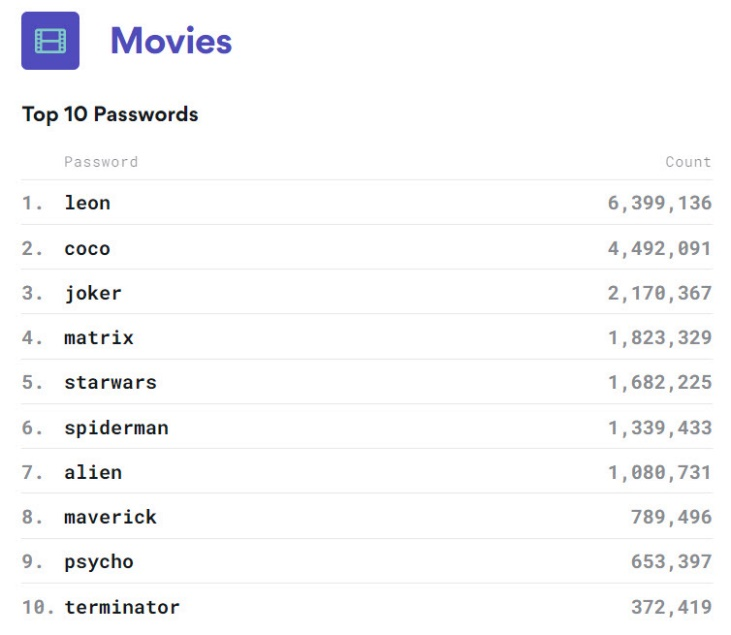 Movies
Top 10 Passwords
Password Count
1. leon 6,399,136
2. coco 4,492,091
3. joker 2,170,367
4. matrix 1,823,329
5. starwars 1,682,225
6. spiderman 1,339,433
7. alien 1,080,731
8. maverick 789,496
9. psycho 653,397
10. terminator 372,419